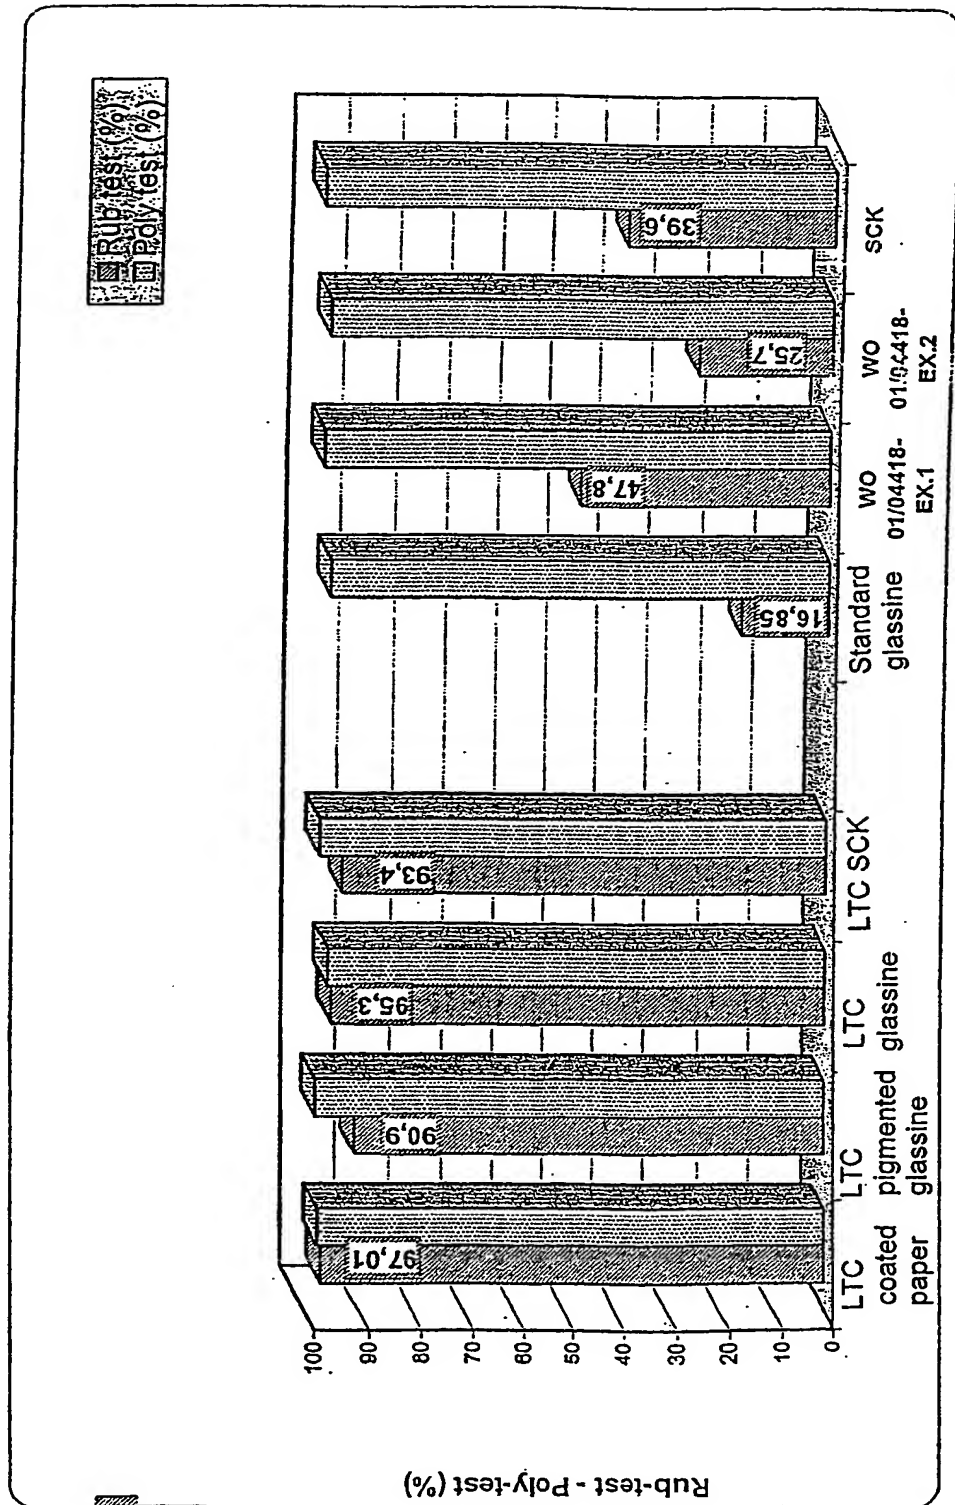 Rub test (%)
Poly test (%)
Rub-test - Poly-test (%)
100
90
80
70
60
50
40
30
20
10
0
97,01
90,9
95,3
93,4
16,85
47,8
25,7
39,6
LTC
coated
paper
LTC
pigmented
glassine
LTC
glassine
LTC SCK
Standard
glassine
WO
01/04418-
EX.1
WO
01/04418-
EX.2
SCK